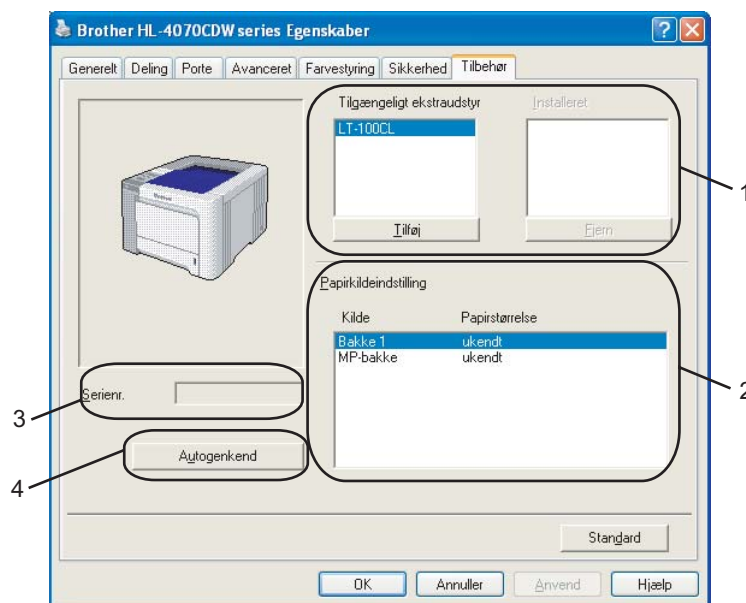 Brother HL-4070CDW series Egenskaber
Generelt Deling Porte Avanceret Farvestyring Sikkerhed Tilbehør
Tilgængeligt ekstraudstyr Installeret
LT-100CL
1
Tilføj Fjern
Papirkildeindstilling
Kilde Papirstørrelse
Bakke 1 ukendt
MP-bakke ukendt
2
Serienr.
3
Autogenkend
4
Standard
OK Annuller Anvend Hjælp